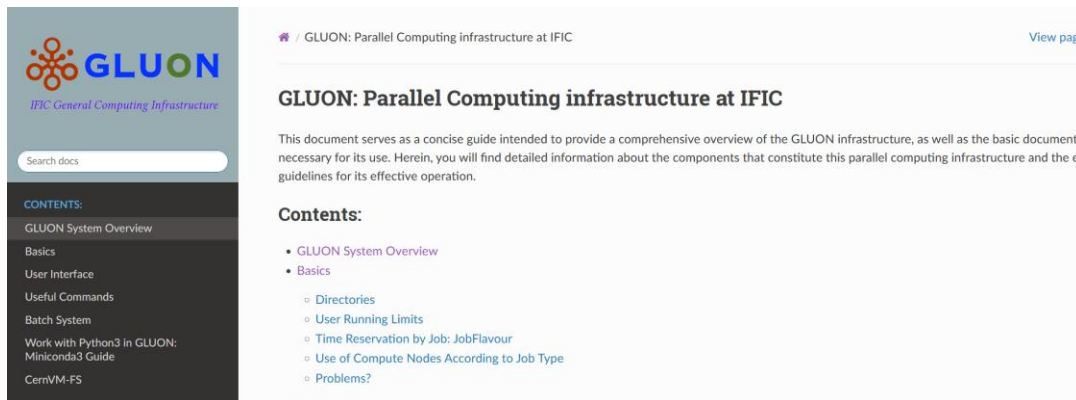 GLUON
IFIC General Computing Infrastructure
Search docs
CONTENTS:
GLUON System Overview
Basics
User Interface
Useful Commands
Batch System
Work with Python3 in GLUON:
Miniconda3 Guide
CernVM-FS
/ GLUON: Parallel Computing infrastructure at IFIC
View pag
GLUON: Parallel Computing infrastructure at IFIC
This document serves as a concise guide intended to provide a comprehensive overview of the GLUON infrastructure, as well as the basic document
necessary for its use. Herein, you will find detailed information about the components that constitute this parallel computing infrastructure and the e
guidelines for its effective operation.
Contents:
• GLUON System Overview
• Basics
◦ Directories
◦ User Running Limits
◦ Time Reservation by Job: JobFlavour
◦ Use of Compute Nodes According to Job Type
◦ Problems?